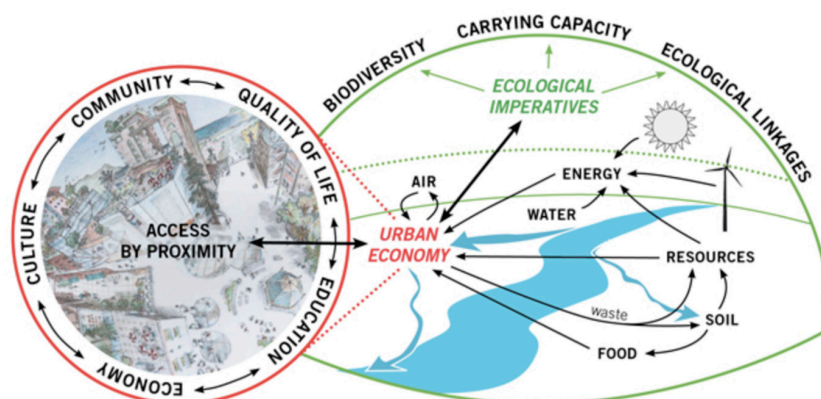 COMMUNITY
QUALITY OF LIFE
EDUCATION
ECONOMY
CULTURE
ACCESS
BY PROXIMITY
BIODIVERSITY
CARRYING CAPACITY
ECOLOGICAL LINKAGES
ECOLOGICAL
IMPERATIVES
AIR
ENERGY
WATER
URBAN
ECONOMY
RESOURCES
waste
SOIL
FOOD